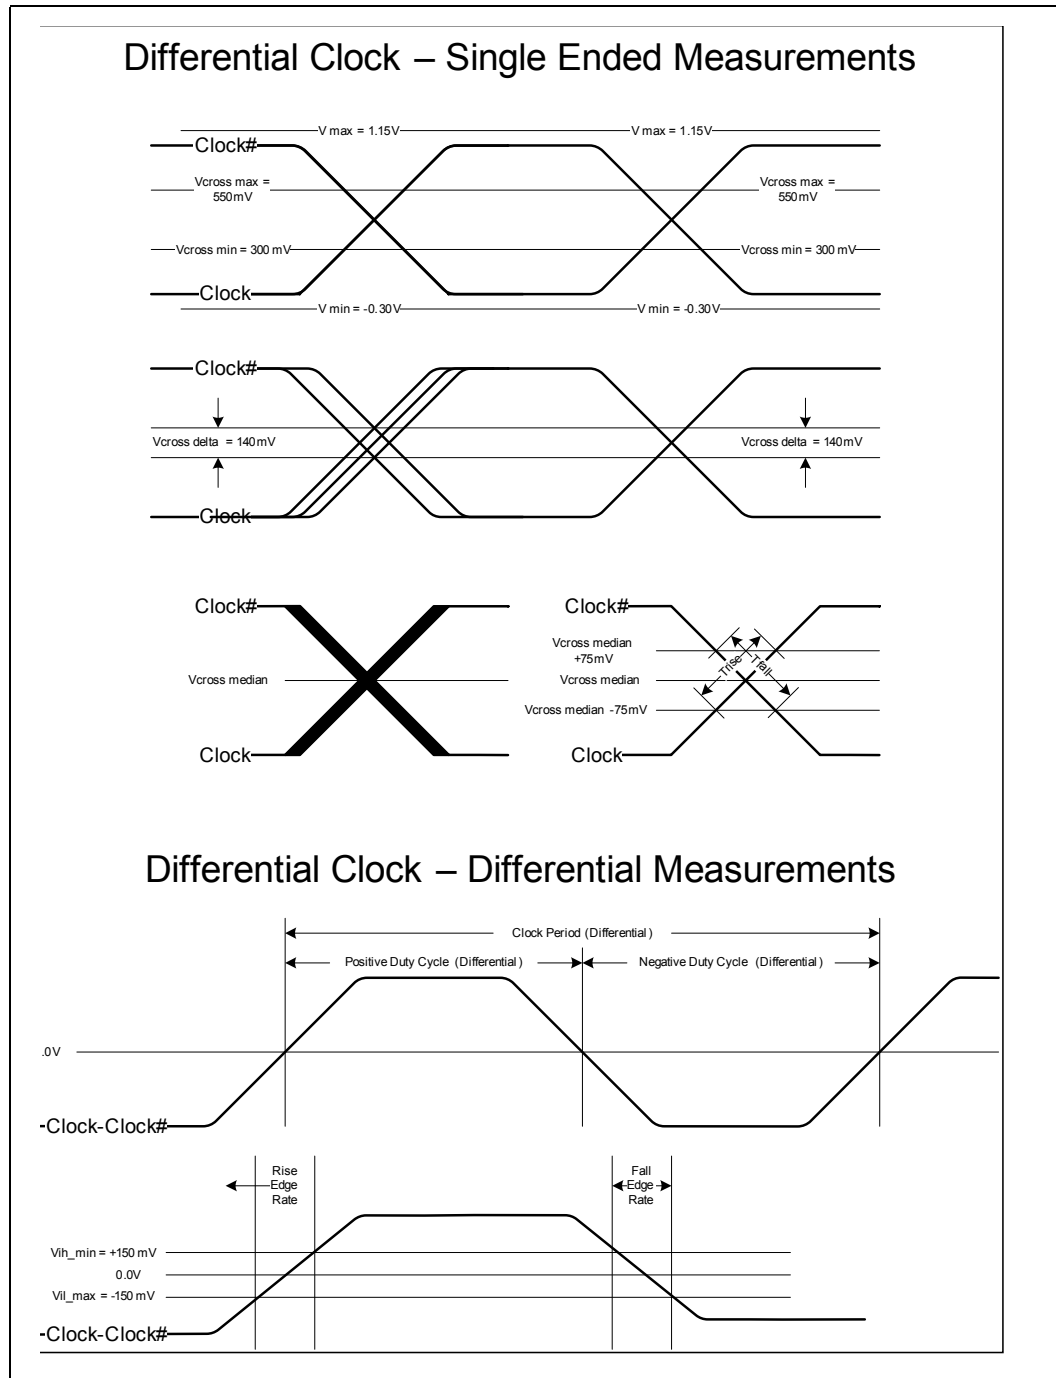 Differential Clock – Single Ended Measurements
V max = 1.15V
V max = 1.15V
Clock#
Vcross max =
550mV
Vcross max =
550mV
Vcross min = 300 mV
Vcross min = 300 mV
Clock
V min = -0.30V
V min = -0.30V
Clock#
Vcross delta = 140mV
Vcross delta = 140mV
Clock
Clock#
Vcross median
Clock
Clock#
Vcross median
+75mV
Vcross median
Vcross median -75mV
Trise
Tfall
Clock
Differential Clock – Differential Measurements
Clock Period (Differential)
Positive Duty Cycle (Differential)
Negative Duty Cycle (Differential)
.0V
-Clock-Clock#
Rise
Edge
Rate
Fall
Edge
Rate
Vih_min = +150 mV
0.0V
Vil_max = -150 mV
-Clock-Clock#